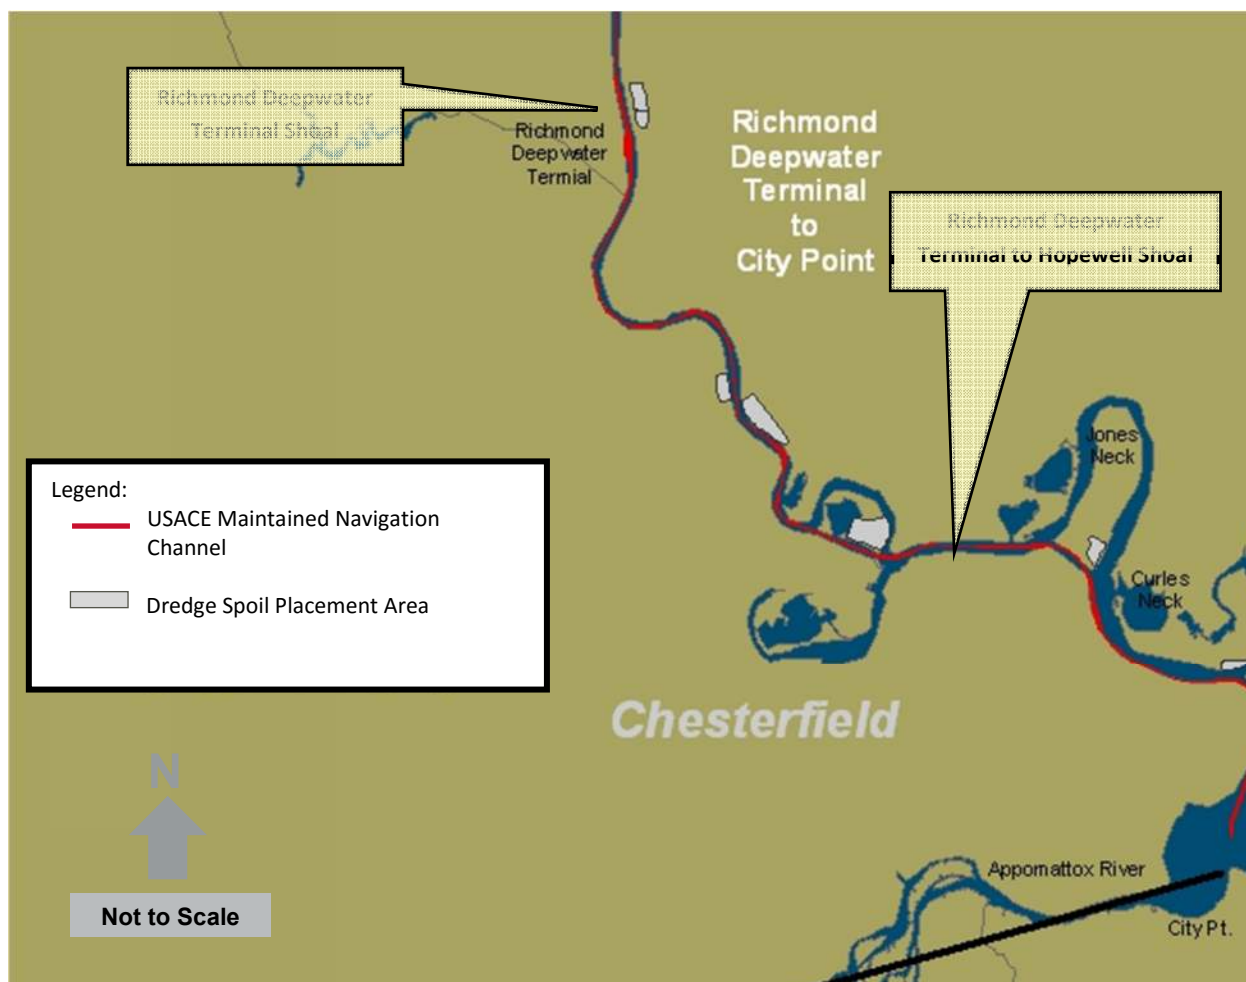 Richmond Deepwater
Terminal Shoal
Richmond
Deepwater
Termial
Richmond
Deepwater
Terminal
to
City Point
Richmond Deepwater
Terminal to Hopewell Shoal
Jones
Neck
Curles
Neck
Legend:
USACE Maintained Navigation
Channel
Dredge Spoil Placement Area
Chesterfield
N
Not to Scale
Appomattox River
City Pt.